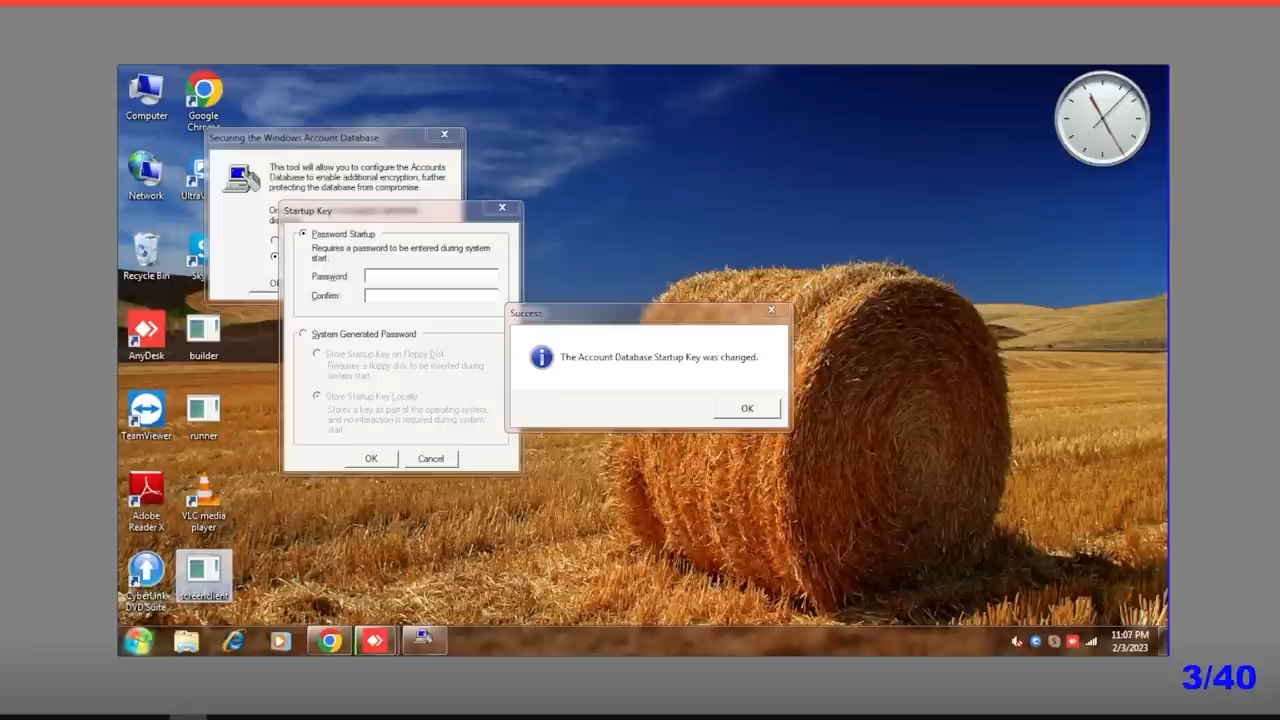 Computer
Google
Chro
Network
Ultra
Recycle Bin
Sky
AnyDesk
builder
TeamViewer
runner
Adobe
Reader X
VLC media
player
CyberLink
DVD Suite
screenclient
Securing the Windows Account Database
This tool will allow you to configure the Accounts
Database to enable additional encryption, further
protecting the database from compromise.
Startup Key
Password Startup
Requires a password to be entered during system
start.
Password:
Confirm:
System Generated Password
Store Startup Key on Floppy Disk
Requires a floppy disk to be inserted during
system start.
Store Startup Key Locally
Stores a key as part of the operating system,
and no interaction is required during system
start.
OK Cancel
Success
The Account Database Startup Key was changed.
OK
11:07 PM
2/3/2023
3/40